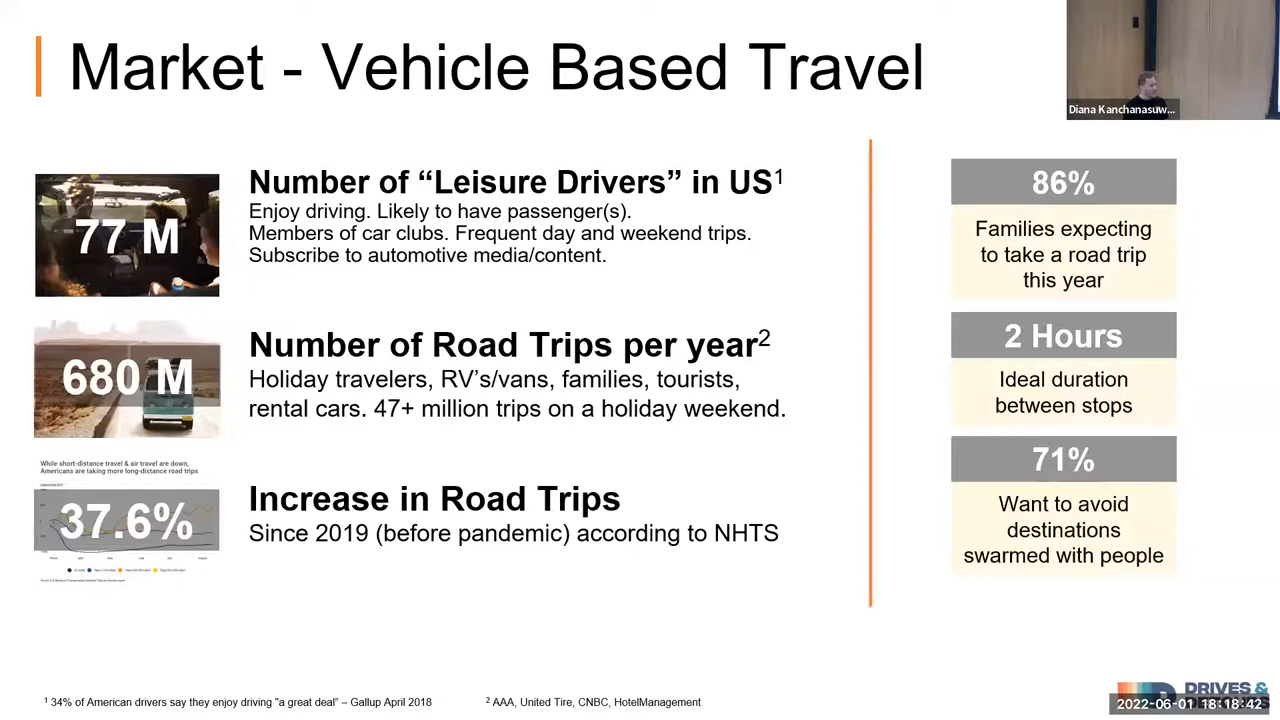 Market - Vehicle Based Travel
Diana Kanchanasuw...
77 M
Number of “Leisure Drivers” in US1
Enjoy driving. Likely to have passenger(s).
Members of car clubs. Frequent day and weekend trips.
Subscribe to automotive media/content.
680 M
Number of Road Trips per year2
Holiday travelers, RV’s/vans, families, tourists,
rental cars. 47+ million trips on a holiday weekend.
While short-distance travel & air travel are down,
Americans are taking more long-distance road trips
37.6%
Increase in Road Trips
Since 2019 (before pandemic) according to NHTS
86%
Families expecting
to take a road trip
this year
2 Hours
Ideal duration
between stops
71%
Want to avoid
destinations
swarmed with people
1 34% of American drivers say they enjoy driving "a great deal" – Gallup April 2018
2 AAA, United Tire, CNBC, HotelManagement
DRIVES &
2022-06-01 18:18:42